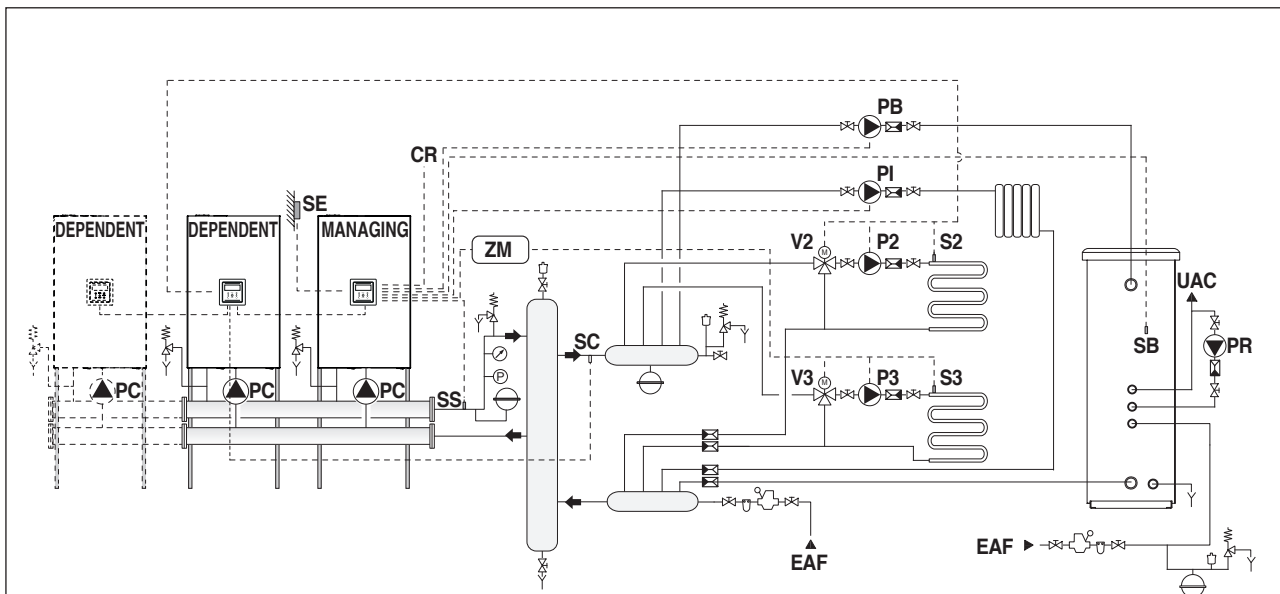 PB
CR
PI
SE
DEPENDENT
DEPENDENT
MANAGING
ZM
V2
M
P2
S2
UAC
SC
SB
PR
V3
M
P3
S3
PC
PC
PC
SS
P
EAF
EAF